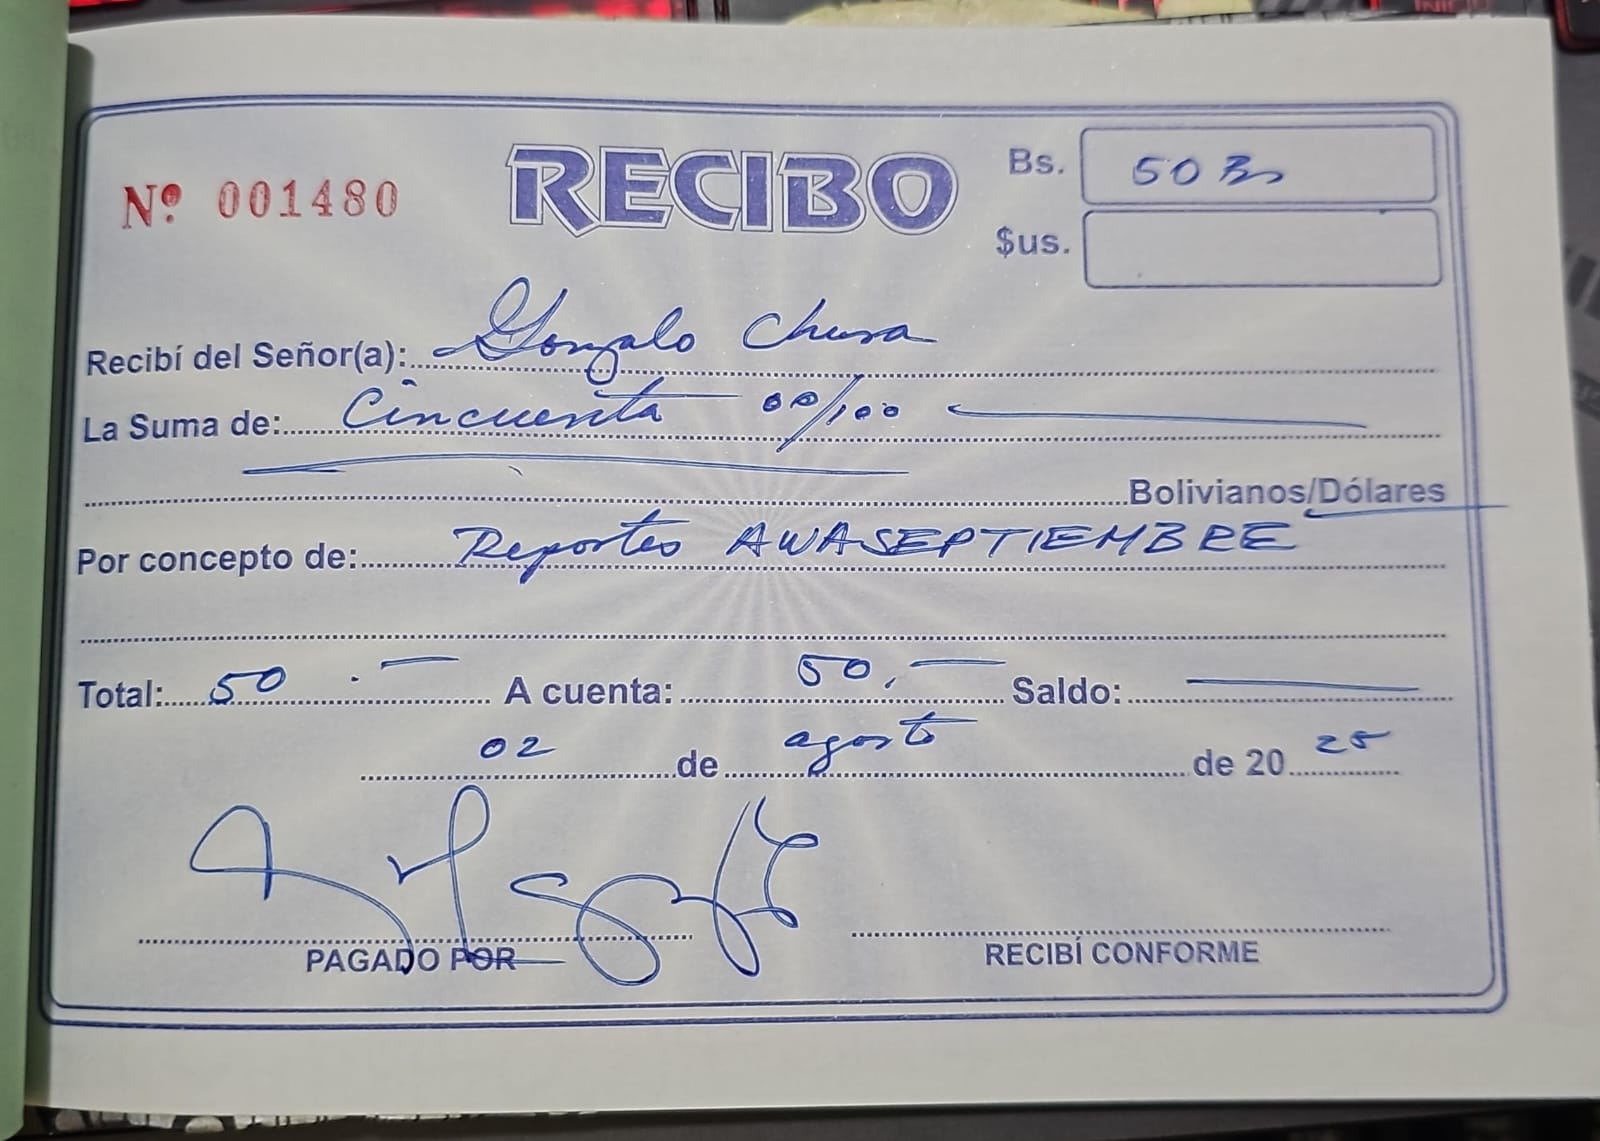 Nº 001480 RECIBO Bs. 50 Bs
$us.
Recibí del Señor(a): Gonzalo Chura
La Suma de: Cincuenta 00/100
Bolivianos/Dólares
Por concepto de: Reportes AWASEPTIEMBRE
Total: 50.- A cuenta: 50,- Saldo: -
02 de agosto de 2025
PAGADO POR RECIBÍ CONFORME